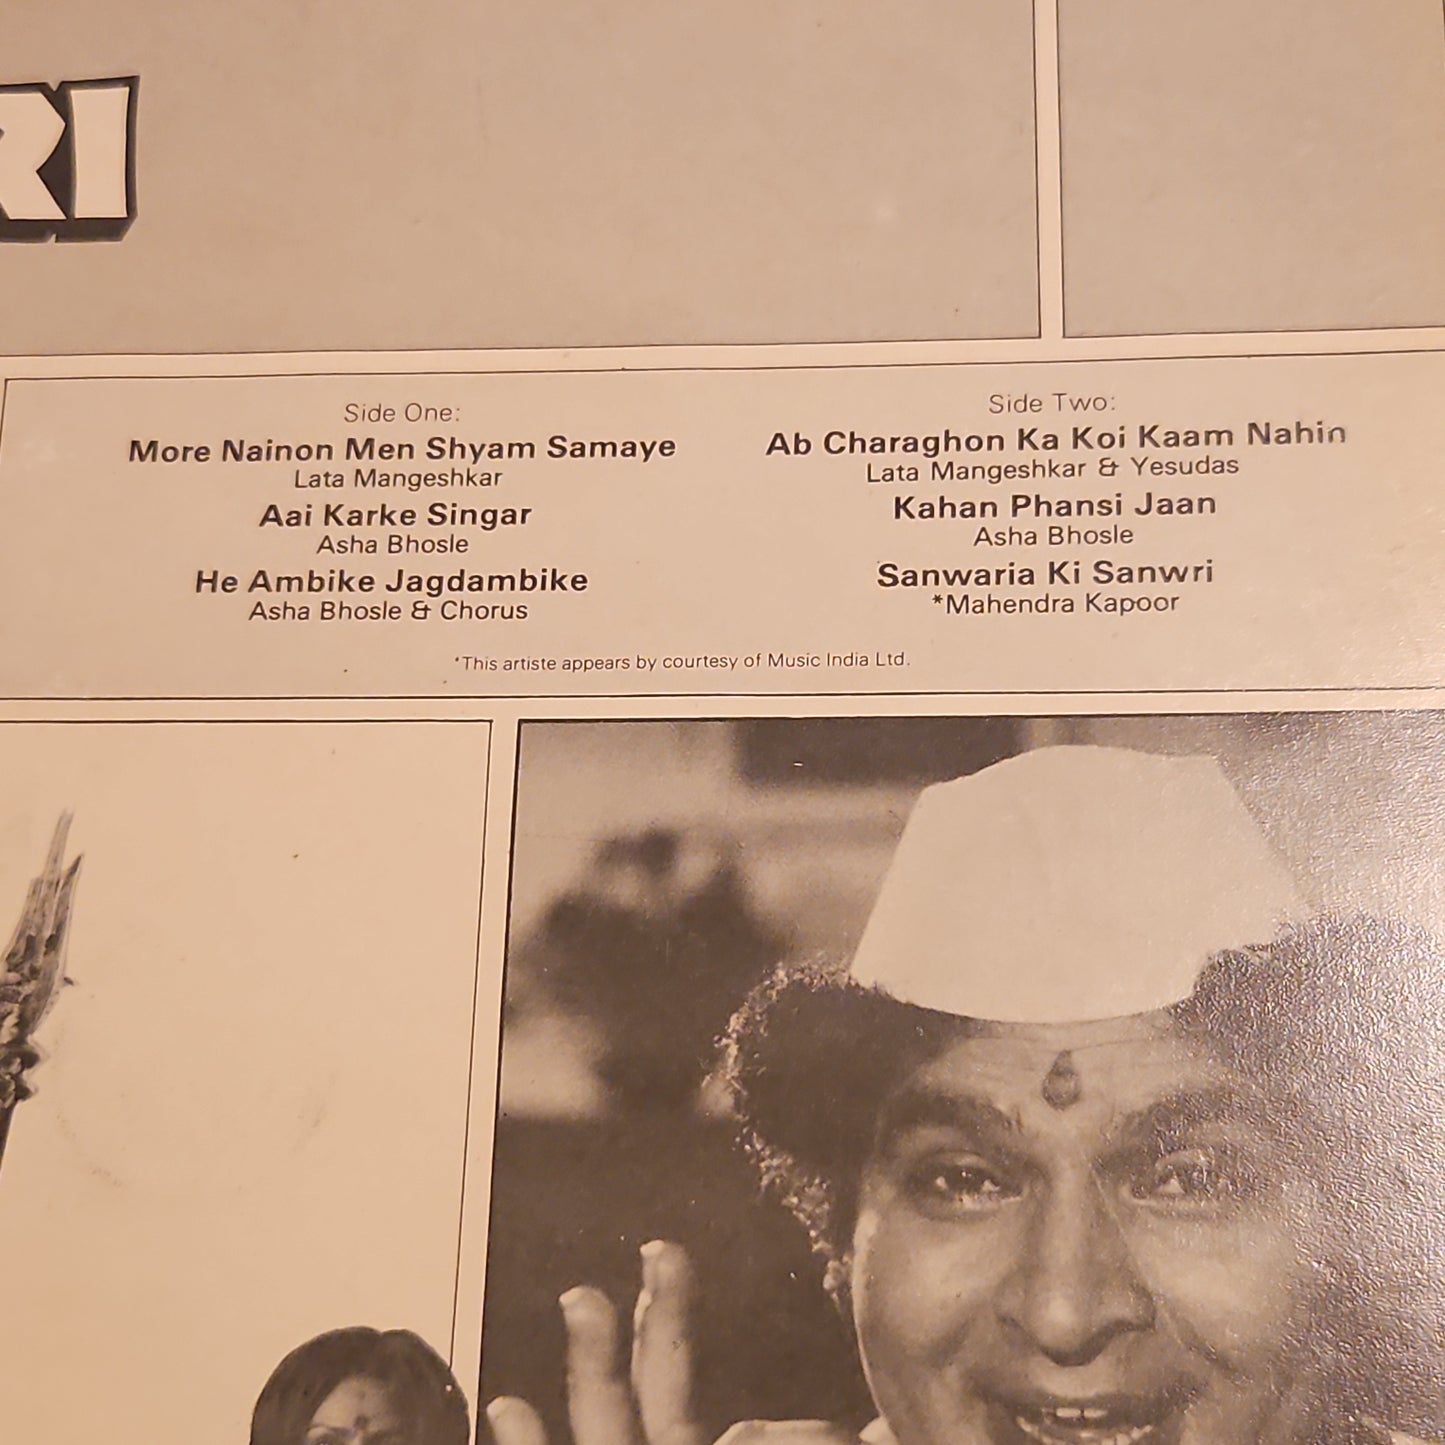 RI
Side One:
More Nainon Men Shyam Samaye
Lata Mangeshkar
Aai Karke Singar
Asha Bhosle
He Ambike Jagdambike
Asha Bhosle & Chorus
Side Two:
Ab Charaghon Ka Koi Kaam Nahin
Lata Mangeshkar & Yesudas
Kahan Phansi Jaan
Asha Bhosle
Sanwaria Ki Sanwri
*Mahendra Kapoor
*This artiste appears by courtesy of Music India Ltd.